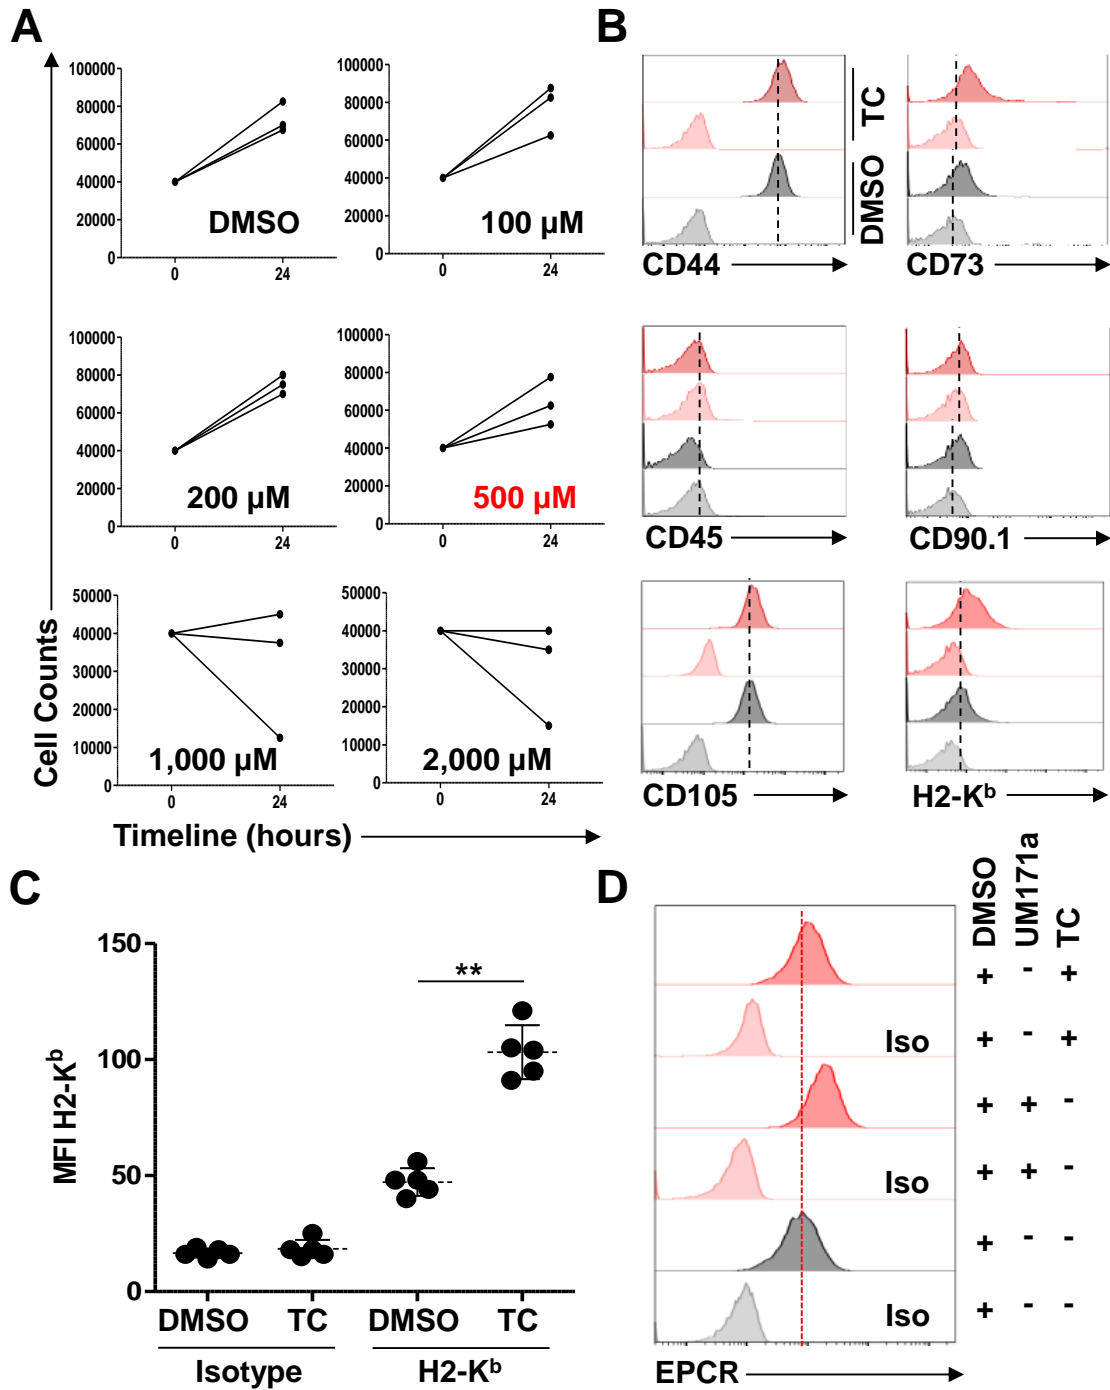 A
100000
80000
60000
40000
20000
0
0
24
DMSO
100000
80000
60000
40000
20000
0
0
24
100 µM
100000
80000
60000
40000
20000
0
0
24
200 µM
100000
80000
60000
40000
20000
0
0
24
500 µM
50000
40000
30000
20000
10000
0
0
24
1,000 µM
50000
40000
30000
20000
10000
0
0
24
2,000 µM
Cell Counts
Timeline (hours)
B
TC
DMSO
CD44
CD73
CD45
CD90.1
CD105
H2-Kᵇ
C
150
100
50
0
MFI H2-Kᵇ
**
DMSO TC DMSO TC
Isotype H2-Kᵇ
D
DMSO UM171a TC
+ - +
Iso + - +
+ + -
Iso + + -
+ - -
Iso + - -
EPCR